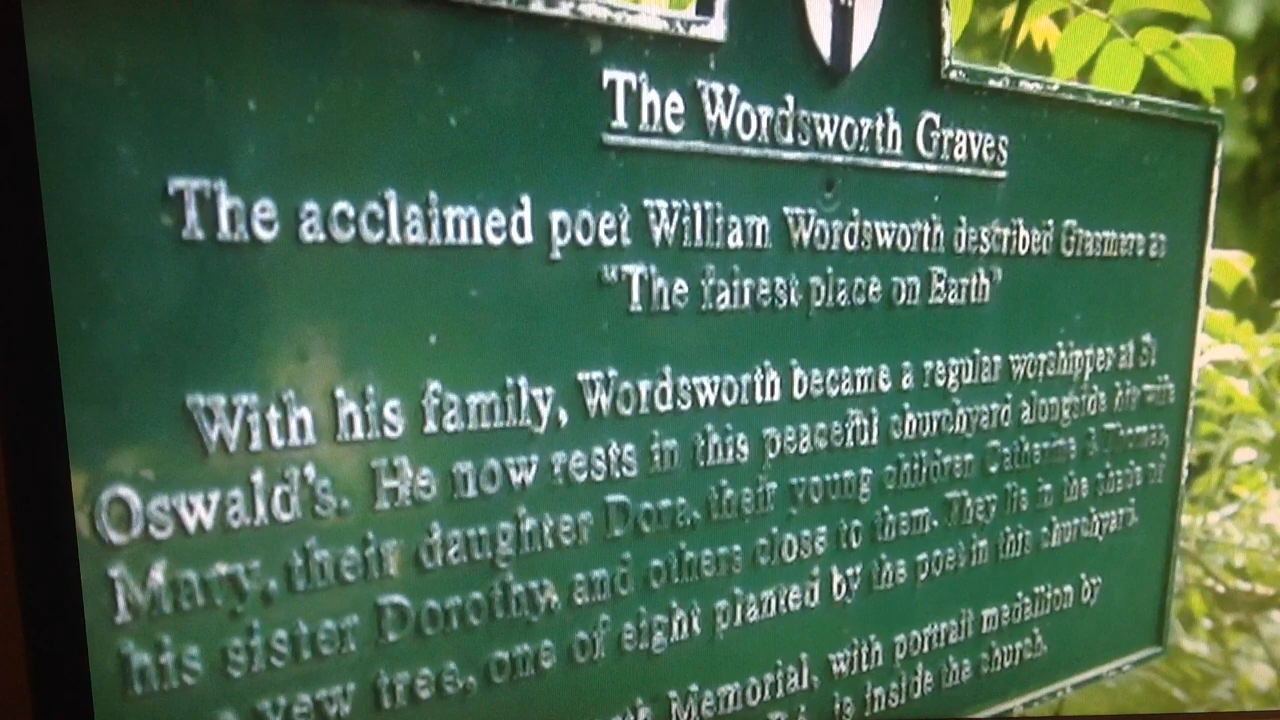 The Wordsworth Graves
The acclaimed poet William Wordsworth described Grasmere as
"The fairest place on Earth"
With his family, Wordsworth became a regular worshipper at St
Oswald's. He now rests in this peaceful churchyard alongside his wife
Mary, their daughter Dora, their young children Catherine & Thomas,
his sister Dorothy, and others close to them. They lie in the shade of
yew tree, one of eight planted by the poet in this churchyard.
Memorial, with portrait medallion by
is inside the church.